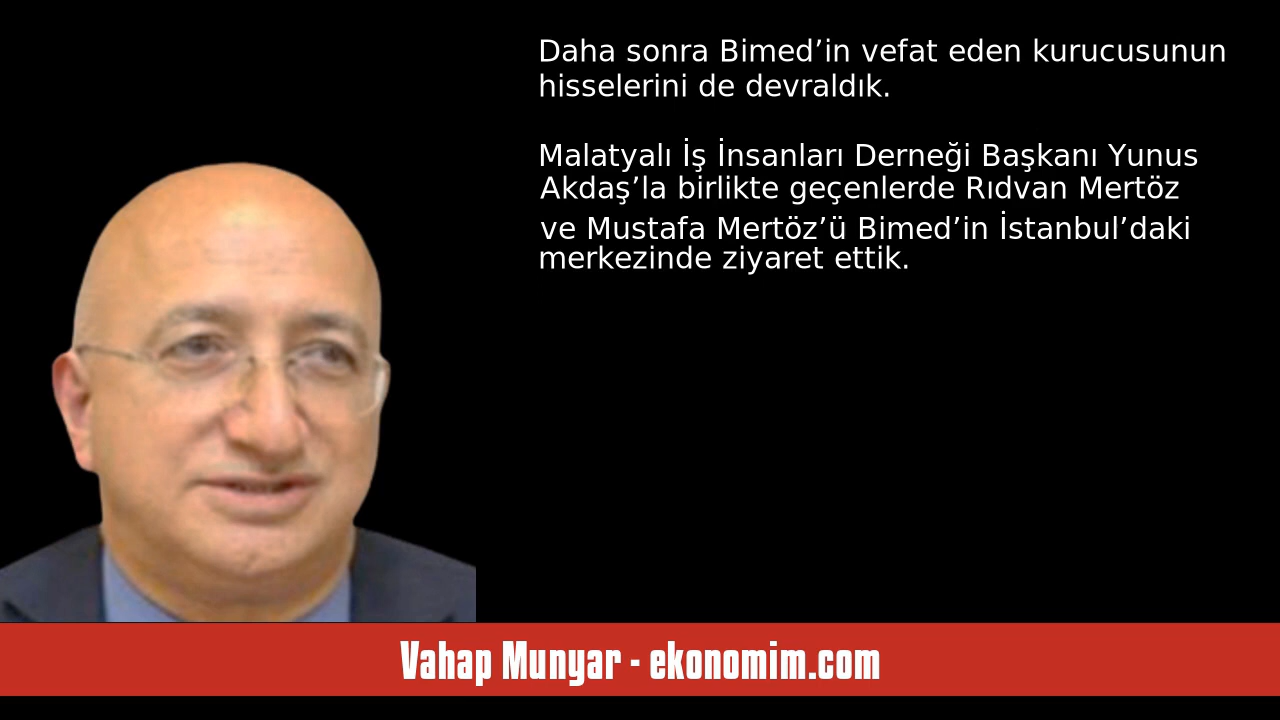 Daha sonra Bimed’in vefat eden kurucusunun
hisselerini de devraldık.
Malatyalı İş İnsanları Derneği Başkanı Yunus
Akdaş’la birlikte geçenlerde Rıdvan Mertöz
ve Mustafa Mertöz’ü Bimed’in İstanbul’daki
merkezinde ziyaret ettik.
Vahap Munyar - ekonomim.com